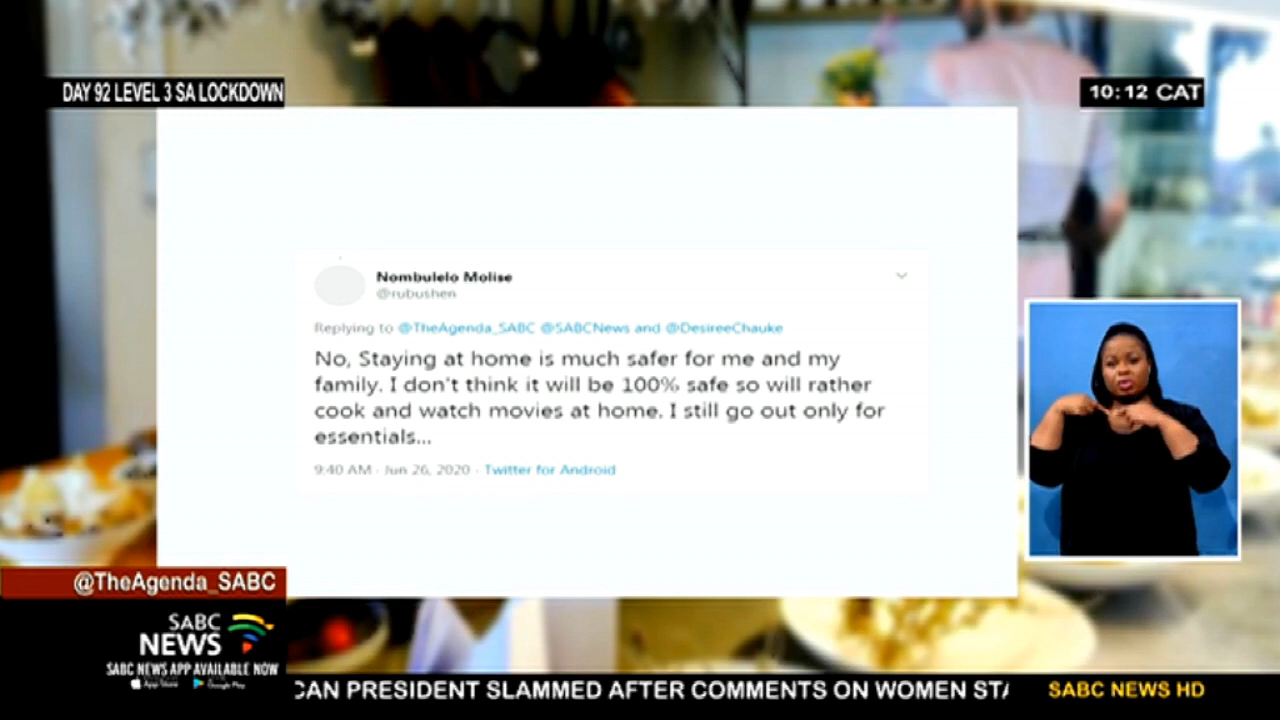 DAY 92 LEVEL 3 SA LOCKDOWN
10:12 CAT
Nombulelo Molise
@rubushen
Replying to @TheAgenda_SABC @SABCNews and @DesireeChauke
No, Staying at home is much safer for me and my
family. I don't think it will be 100% safe so will rather
cook and watch movies at home. I still go out only for
essentials...
9:40 AM · Jun 26, 2020 · Twitter for Android
@TheAgenda_SABC
SABC
NEWS
SABC NEWS APP AVAILABLE NOW
App Store Google Play
CAN PRESIDENT SLAMMED AFTER COMMENTS ON WOMEN STA
SABC NEWS HD